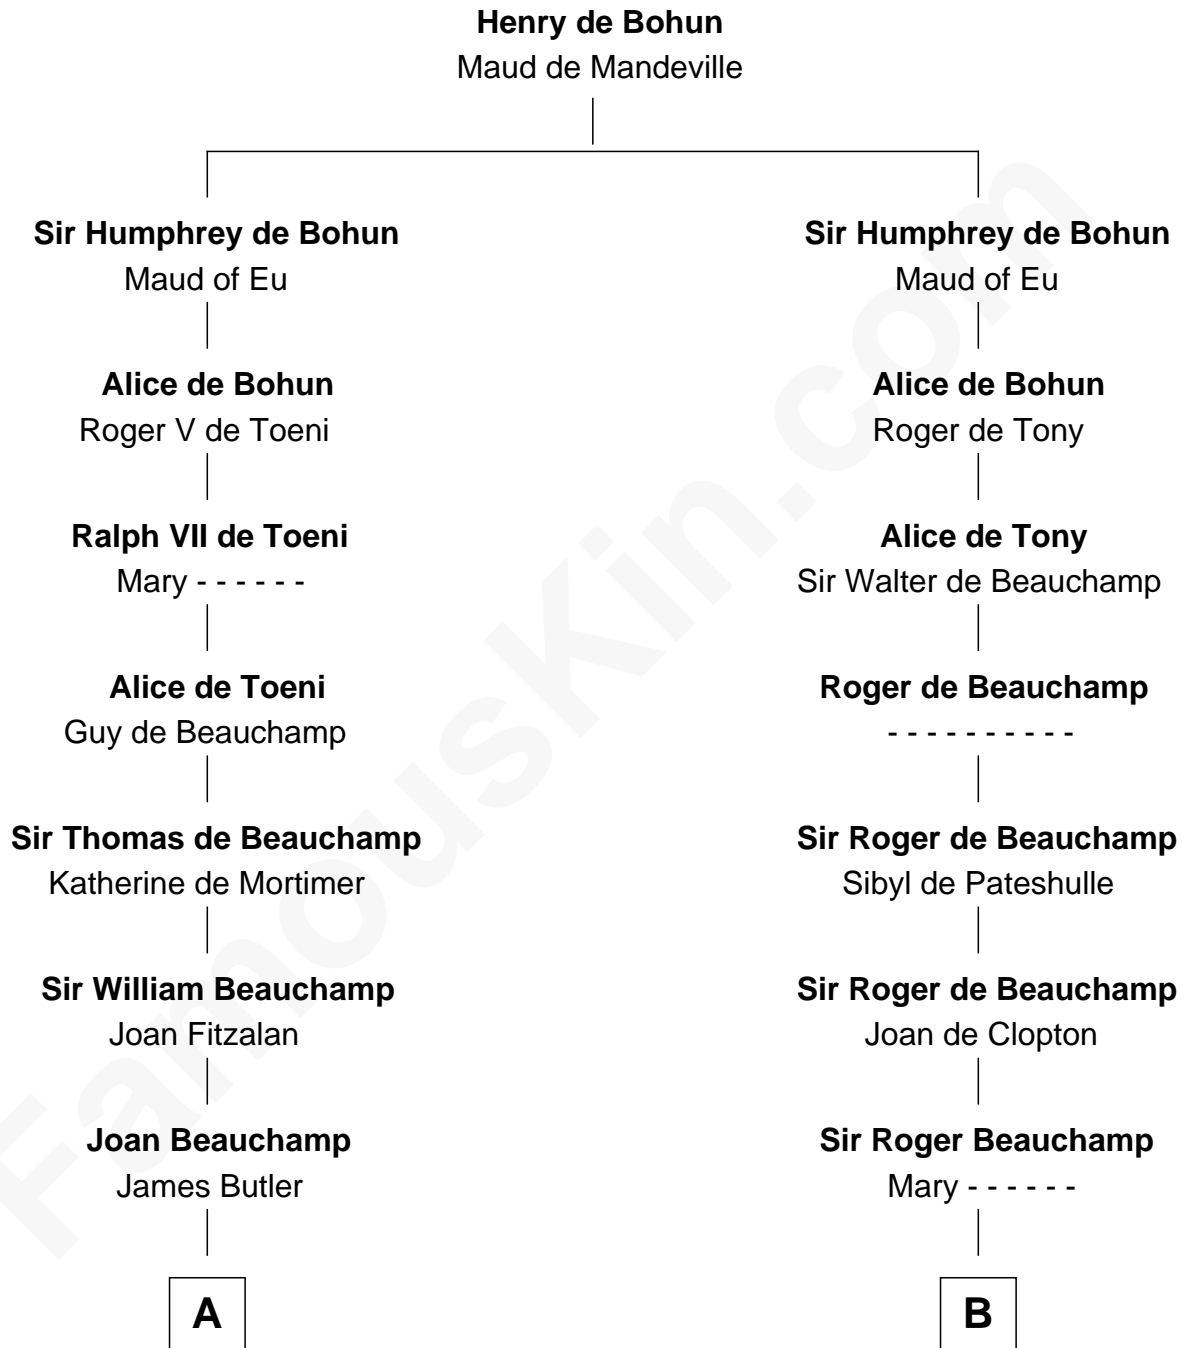 Henry de Bohun
Maud de Mandeville
Sir Humphrey de Bohun
Maud of Eu
Sir Humphrey de Bohun
Maud of Eu
Alice de Bohun
Roger V de Toeni
Alice de Bohun
Roger de Tony
Ralph VII de Toeni
Mary - - - - - -
Alice de Tony
Sir Walter de Beauchamp
Alice de Toeni
Guy de Beauchamp
Roger de Beauchamp
- - - - - - - - - -
Sir Thomas de Beauchamp
Katherine de Mortimer
Sir Roger de Beauchamp
Sibyl de Pateshulle
Sir William Beauchamp
Joan Fitzalan
Sir Roger de Beauchamp
Joan de Clopton
Joan Beauchamp
James Butler
Sir Roger Beauchamp
Mary - - - - - -
A
B
FamousKin.com